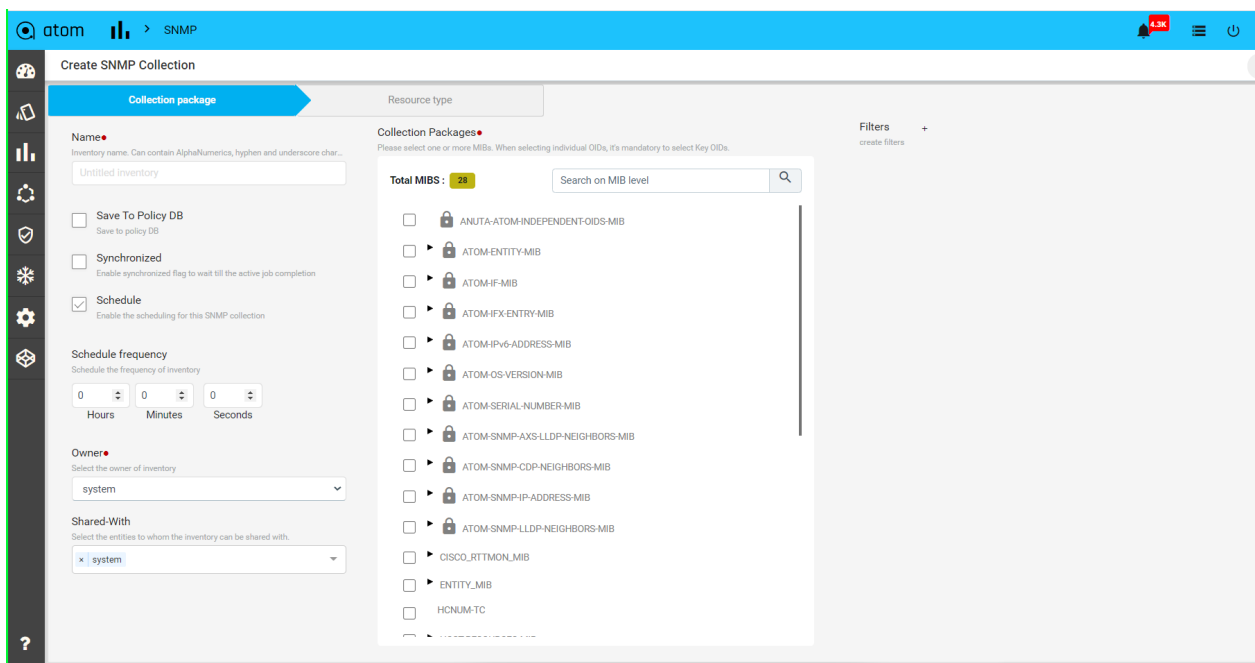 atom
SNMP
4.3K
Create SNMP Collection
Collection package
Resource type
Name
Inventory name. Can contain AlphaNumerics, hyphen and underscore char...
Untitled inventory
Save To Policy DB
Save to policy DB
Synchronized
Enable synchronized flag to wait till the active job completion
Schedule
Enable the scheduling for this SNMP collection
Schedule frequency
Schedule the frequency of inventory
0 0 0
Hours Minutes Seconds
Owner
Select the owner of inventory
system
Shared-With
Select the entities to whom the inventory can be shared with.
× system
?
Collection Packages
Please select one or more MIBs. When selecting individual OIDs, it's mandatory to select Key OIDs.
Total MIBS : 28
Search on MIB level
ANUTA-ATOM-INDEPENDENT-OIDS-MIB
ATOM-ENTITY-MIB
ATOM-IF-MIB
ATOM-IFX-ENTRY-MIB
ATOM-IPv6-ADDRESS-MIB
ATOM-OS-VERSION-MIB
ATOM-SERIAL-NUMBER-MIB
ATOM-SNMP-AXS-LLDP-NEIGHBORS-MIB
ATOM-SNMP-CDP-NEIGHBORS-MIB
ATOM-SNMP-IP-ADDRESS-MIB
ATOM-SNMP-LLDP-NEIGHBORS-MIB
CISCO_RTTMON_MIB
ENTITY_MIB
HCNUM-TC
Filters +
create filters